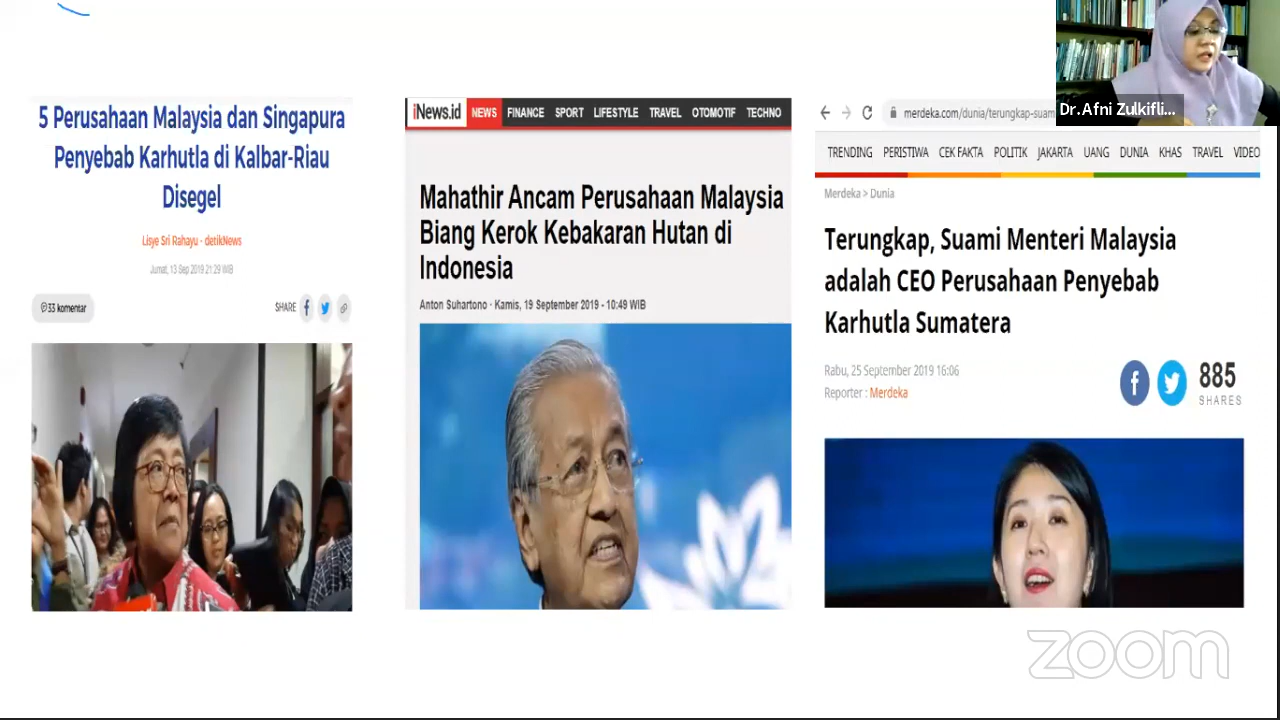 5 Perusahaan Malaysia dan Singapura
Penyebab Karhutla di Kalbar-Riau
Disegel
Lisye Sri Rahayu - detikNews
Jumat, 13 Sep 2019 21:29 WIB
33 komentar
SHARE
iNews.id NEWS FINANCE SPORT LIFESTYLE TRAVEL OTOMOTIF TECHNO
Mahathir Ancam Perusahaan Malaysia
Biang Kerok Kebakaran Hutan di
Indonesia
Anton Suhartono · Kamis, 19 September 2019 - 10:49 WIB
merdeka.com/dunia/terungkap-suam
TRENDING PERISTIWA CEK FAKTA POLITIK JAKARTA UANG DUNIA KHAS TRAVEL VIDEO
Merdeka > Dunia
Terungkap, Suami Menteri Malaysia
adalah CEO Perusahaan Penyebab
Karhutla Sumatera
Rabu, 25 September 2019 16:06
Reporter : Merdeka
885
SHARES
Dr.Afni Zulkifli...
zoom